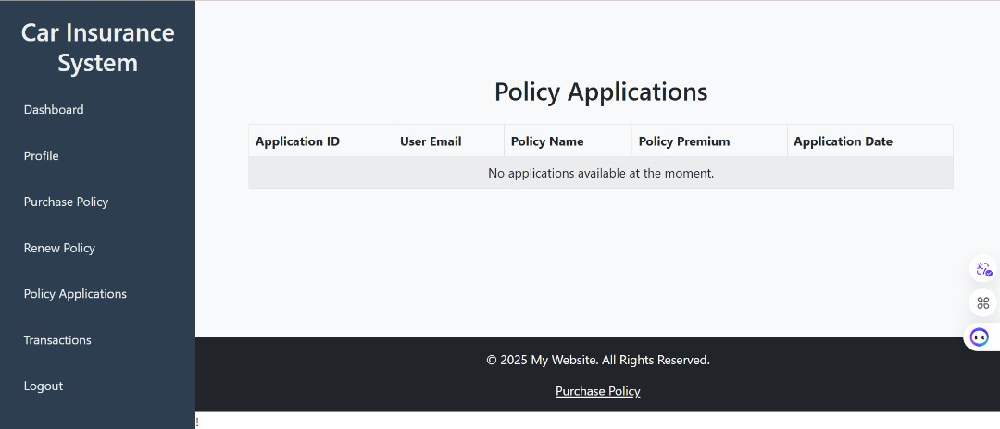 Car Insurance
System
Dashboard
Profile
Purchase Policy
Renew Policy
Policy Applications
Transactions
Logout
Policy Applications
Application ID User Email Policy Name Policy Premium Application Date
No applications available at the moment.
© 2025 My Website. All Rights Reserved.
Purchase Policy
!